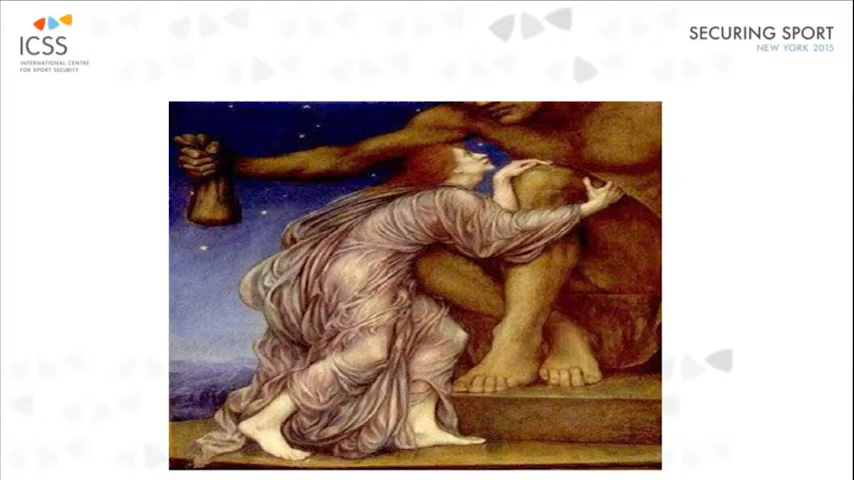 ICSS
INTERNATIONAL CENTRE
FOR SPORT SECURITY
SECURING SPORT
NEW YORK 2015